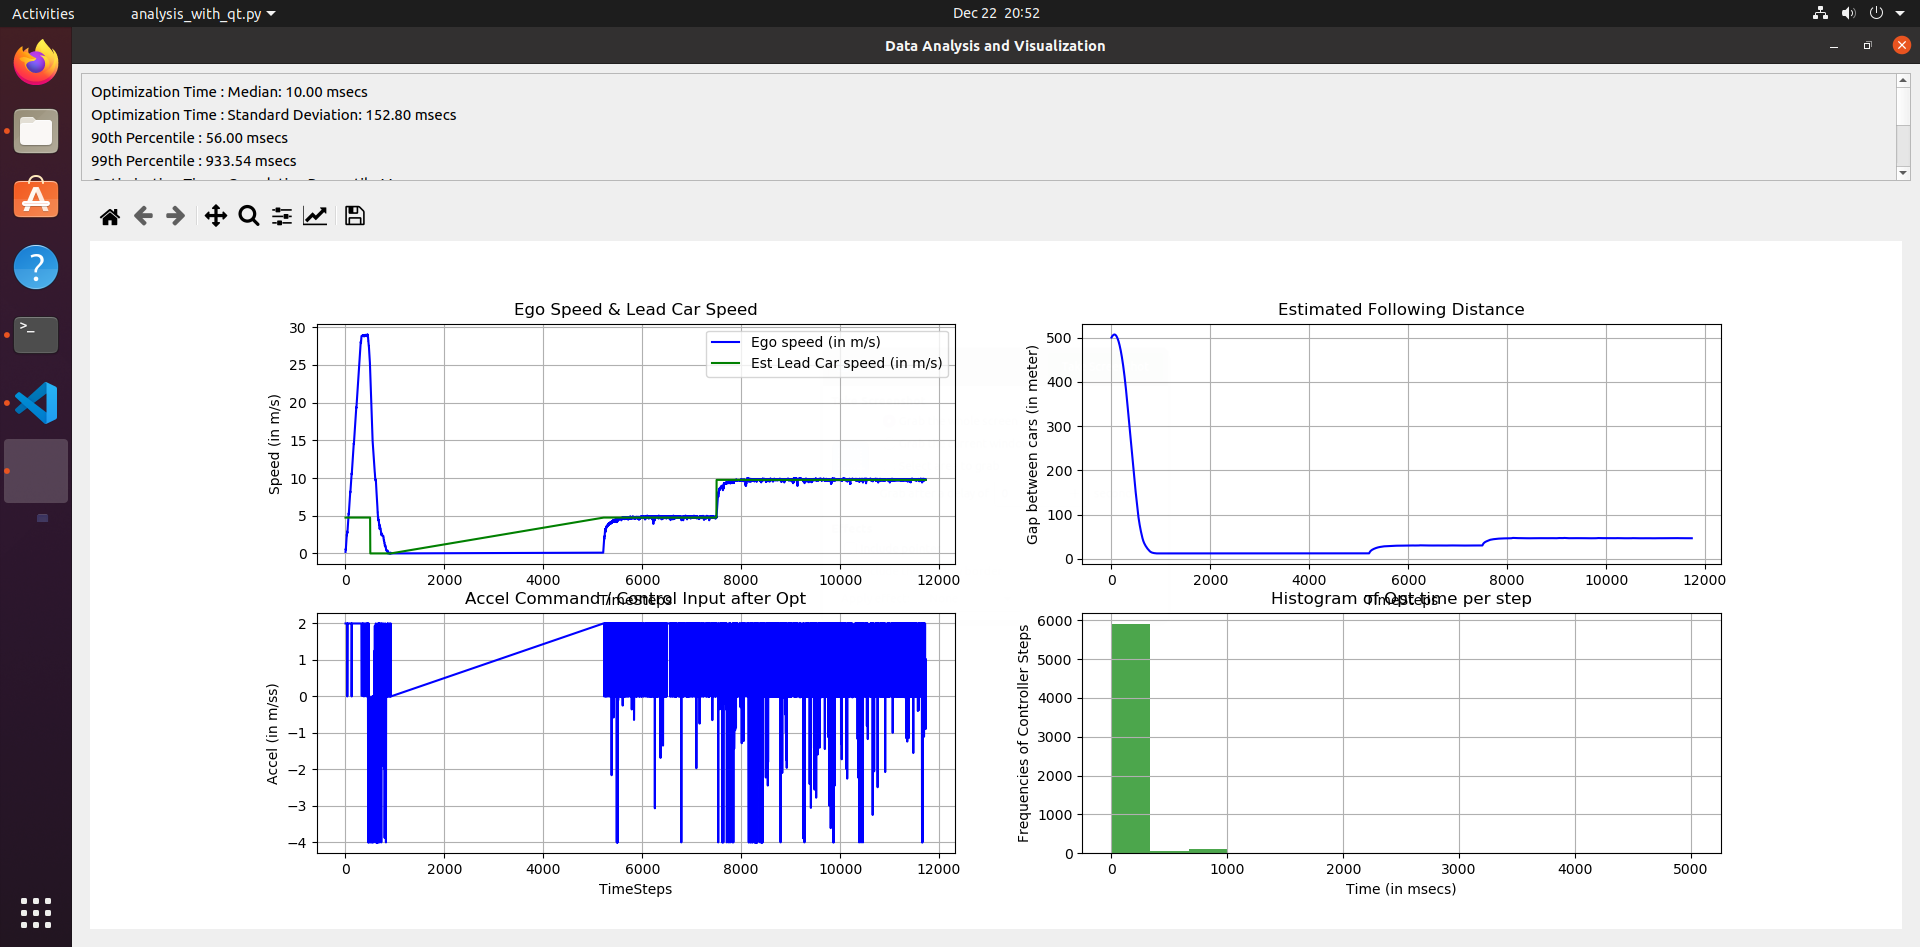 Activities analysis_with_qt.py Dec 22 20:52
Data Analysis and Visualization
Optimization Time : Median: 10.00 msecs
Optimization Time : Standard Deviation: 152.80 msecs
90th Percentile : 56.00 msecs
99th Percentile : 933.54 msecs
Ego Speed & Lead Car Speed
30
25
20
15
10
5
0
Speed (in m/s)
Ego speed (in m/s)
Est Lead Car speed (in m/s)
0 2000 4000 6000 8000 10000 12000
TimeSteps
Estimated Following Distance
500
400
300
200
100
0
Gap between cars (in meter)
0 2000 4000 6000 8000 10000 12000
TimeSteps
Accel Command / Control Input after Opt
2
1
0
−1
−2
−3
−4
Accel (in m/ss)
0 2000 4000 6000 8000 10000 12000
TimeSteps
Histogram of Opt time per step
6000
5000
4000
3000
2000
1000
0
Frequencies of Controller Steps
0 1000 2000 3000 4000 5000
Time (in msecs)